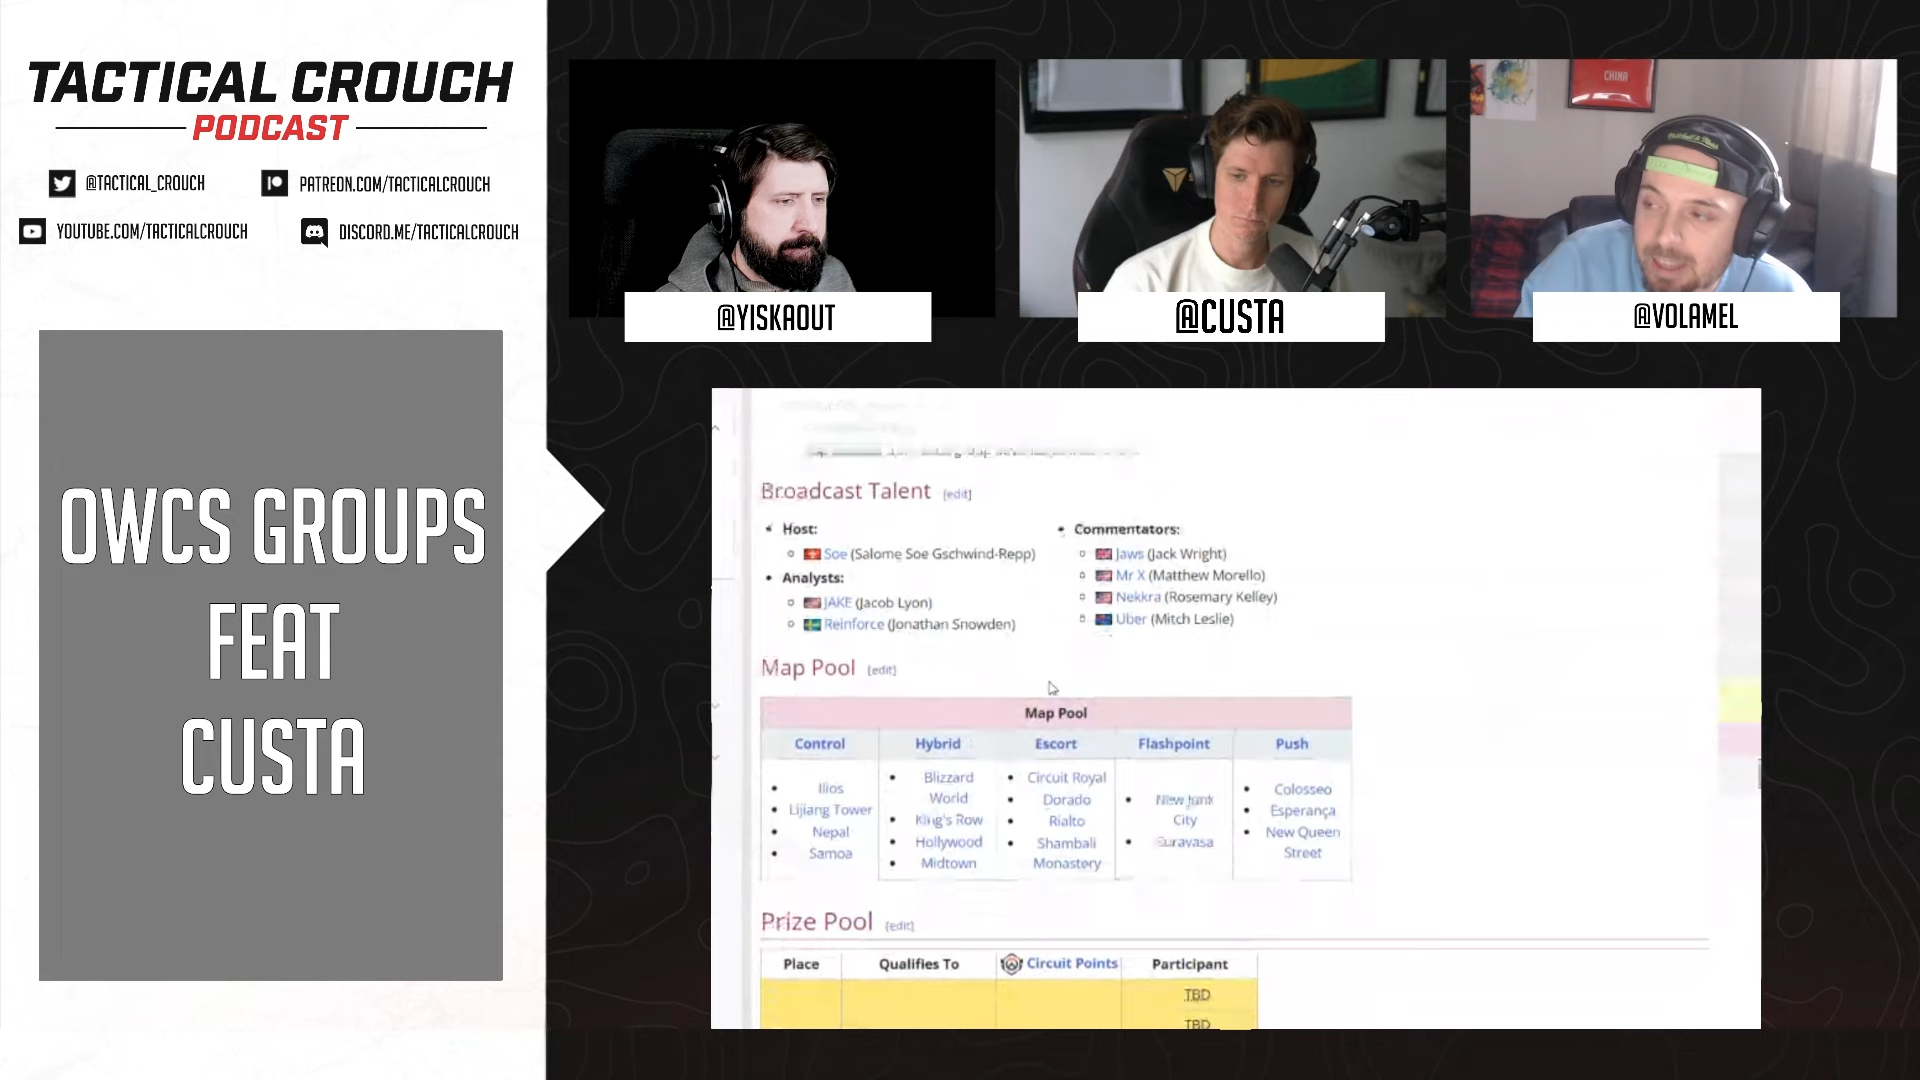 TACTICAL CROUCH
PODCAST
@TACTICAL_CROUCH
PATREON.COM/TACTICALCROUCH
YOUTUBE.COM/TACTICALCROUCH
DISCORD.ME/TACTICALCROUCH
OWCS GROUPS
FEAT
CUSTA
CHINA
@YISKAOUT
@CUSTA
@VOLAMEL
Broadcast Talent [edit]
Host:
Soe (Salome Soe Gschwind-Repp)
Analysts:
JAKE (Jacob Lyon)
Reinforce (Jonathan Snowden)
Commentators:
Jaws (Jack Wright)
Mr X (Matthew Morello)
Nekkra (Rosemary Kelley)
Uber (Mitch Leslie)
Map Pool [edit]
Map Pool
Control Hybrid Escort Flashpoint Push
Ilios
Lijiang Tower
Nepal
Samoa
Blizzard
World
King's Row
Hollywood
Midtown
Circuit Royal
Dorado
Rialto
Shambali
Monastery
New Junk
City
Suravasa
Colosseo
Esperança
New Queen
Street
Prize Pool [edit]
Place Qualifies To Circuit Points Participant
TBD
TBD